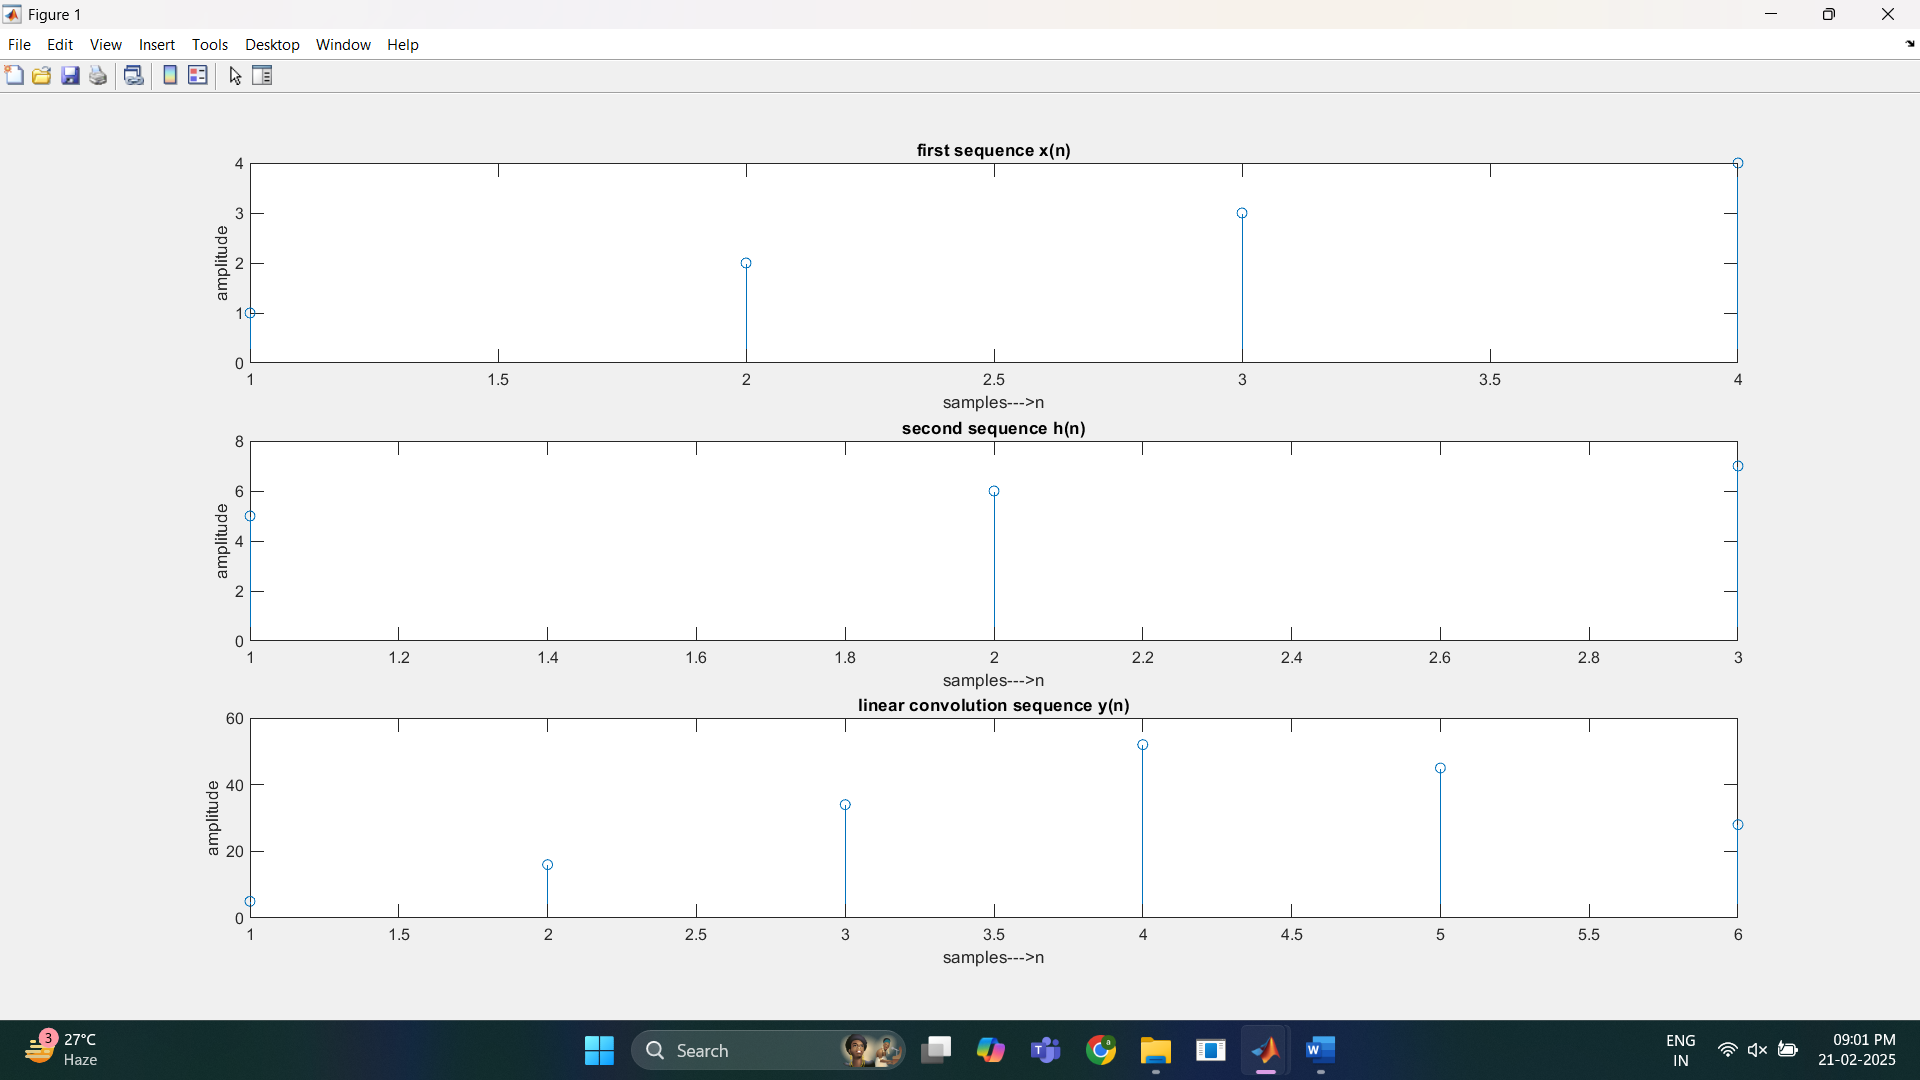 Figure 1
File Edit View Insert Tools Desktop Window Help
first sequence x(n)
4
3
2
1
0
amplitude
1 1.5 2 2.5 3 3.5 4
samples--->n
second sequence h(n)
8
6
4
2
0
amplitude
1 1.2 1.4 1.6 1.8 2 2.2 2.4 2.6 2.8 3
samples--->n
linear convolution sequence y(n)
60
40
20
0
amplitude
1 1.5 2 2.5 3 3.5 4 4.5 5 5.5 6
samples--->n
3
27°C
Haze
Search
a
T
W
ENG
IN
09:01 PM
21-02-2025